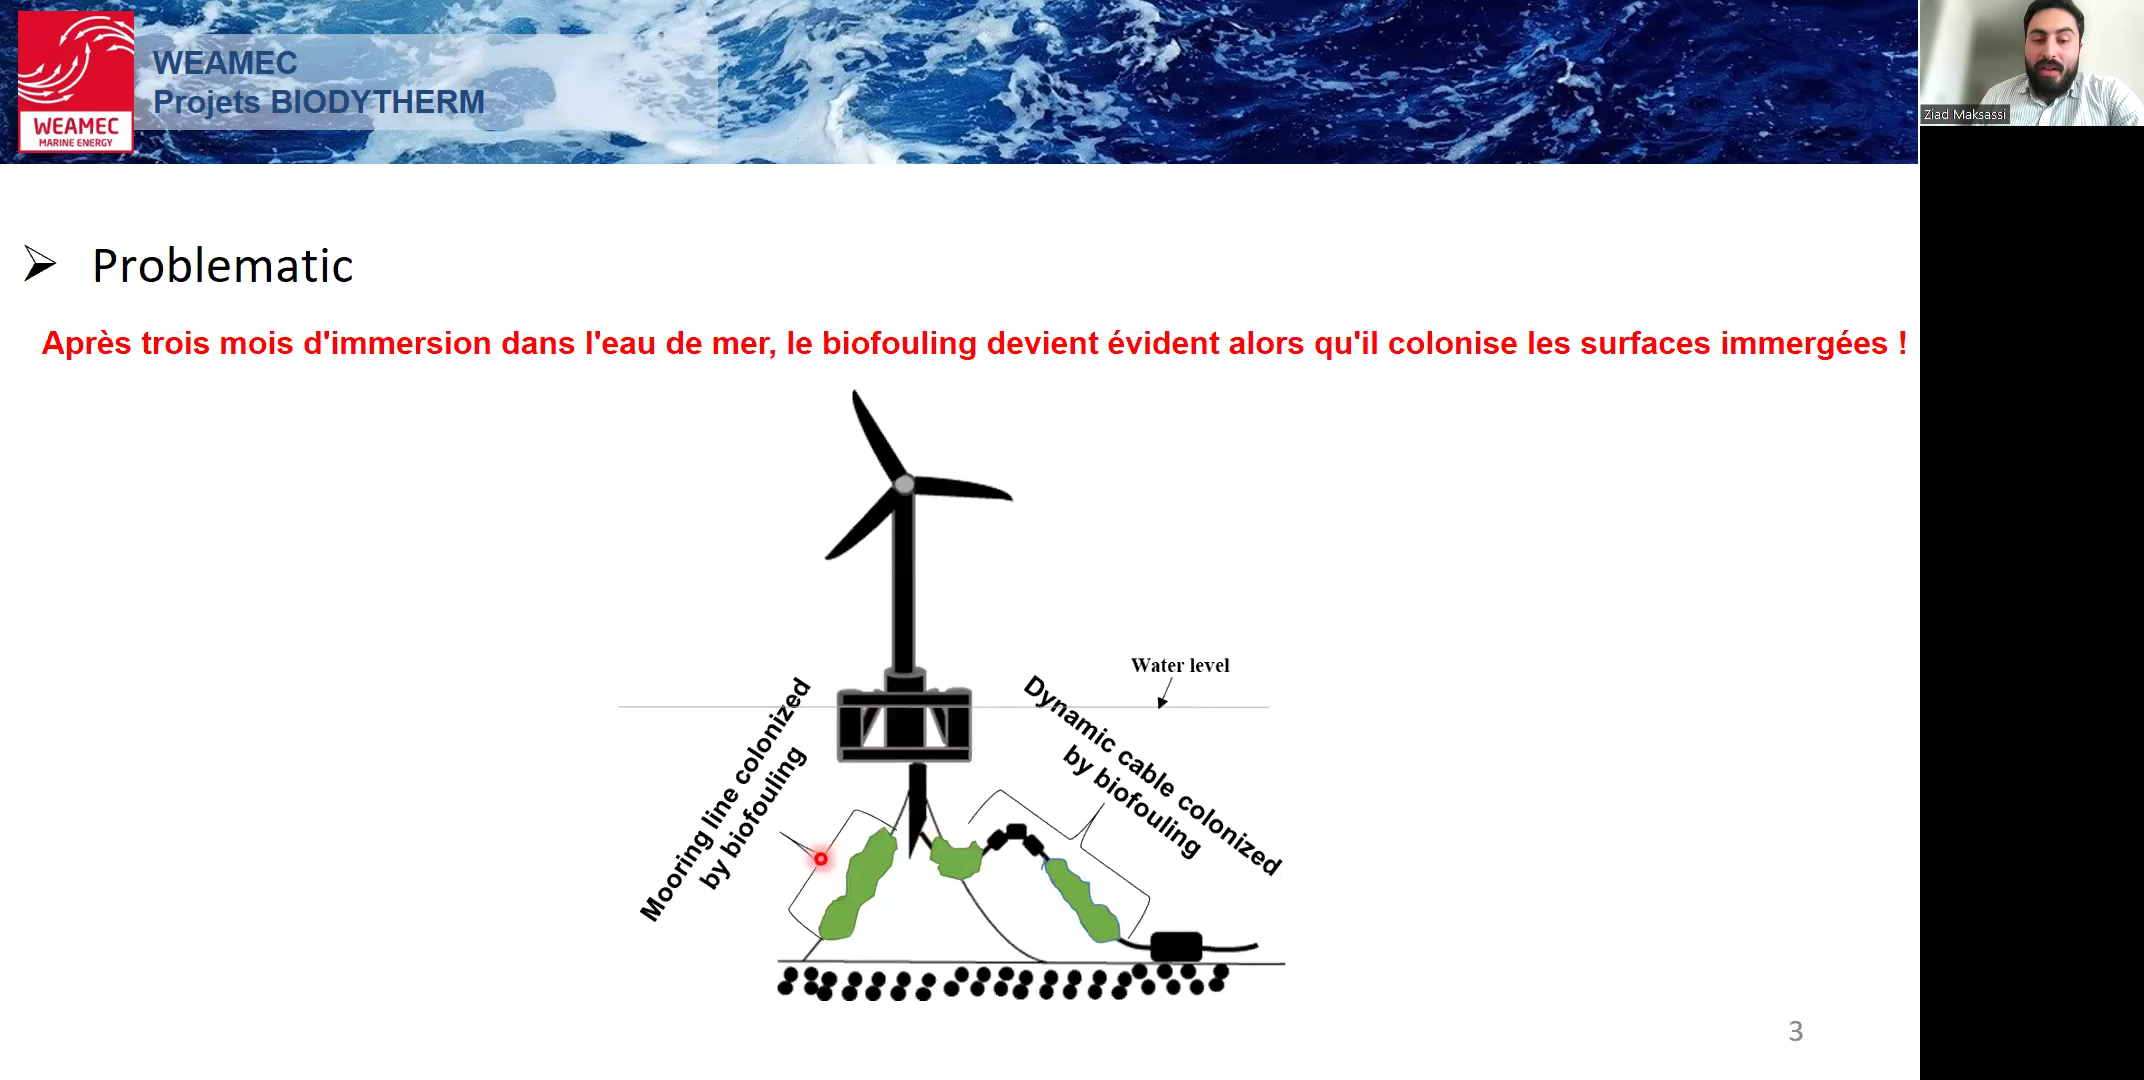 WEAMEC
Projets BIODYTHERM
WEAMEC
MARINE ENERGY
Ziad Maksassi
Problematic
Après trois mois d'immersion dans l'eau de mer, le biofouling devient évident alors qu'il colonise les surfaces immergées !
Water level
Mooring line colonized
by biofouling
Dynamic cable colonized
by biofouling
3